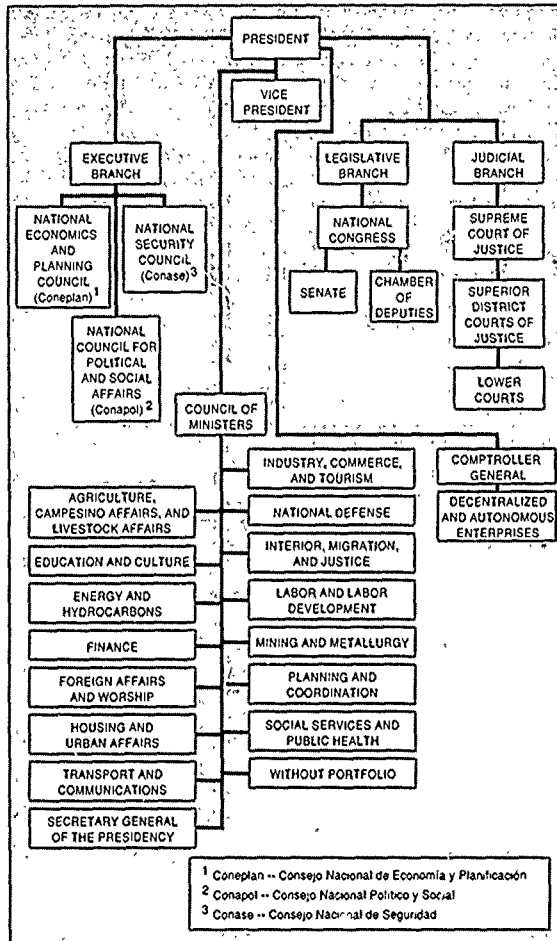 PRESIDENT
VICE
PRESIDENT
EXECUTIVE
BRANCH
LEGISLATIVE
BRANCH
JUDICIAL
BRANCH
NATIONAL
ECONOMICS
AND
PLANNING
COUNCIL
(Coneplan) 1
NATIONAL
SECURITY
COUNCIL
(Conase) 3
NATIONAL
COUNCIL FOR
POLITICAL
AND SOCIAL
AFFAIRS
(Conapol) 2
NATIONAL
CONGRESS
SENATE
CHAMBER
OF
DEPUTIES
SUPREME
COURT OF
JUSTICE
SUPERIOR
DISTRICT
COURTS OF
JUSTICE
LOWER
COURTS
COUNCIL OF
MINISTERS
COMPTROLLER
GENERAL
DECENTRALIZED
AND AUTONOMOUS
ENTERPRISES
AGRICULTURE,
CAMPESINO AFFAIRS, AND
LIVESTOCK AFFAIRS
EDUCATION AND CULTURE
ENERGY AND
HYDROCARBONS
FINANCE
FOREIGN AFFAIRS
AND WORSHIP
HOUSING AND
URBAN AFFAIRS
TRANSPORT AND
COMMUNICATIONS
SECRETARY GENERAL
OF THE PRESIDENCY
INDUSTRY, COMMERCE,
AND TOURISM
NATIONAL DEFENSE
INTERIOR, MIGRATION,
AND JUSTICE
LABOR AND LABOR
DEVELOPMENT
MINING AND METALLURGY
PLANNING AND
COORDINATION
SOCIAL SERVICES AND
PUBLIC HEALTH
WITHOUT PORTFOLIO
1 Coneplan -- Consejo Nacional de Economía y Planificación
2 Conapol -- Consejo Nacional Político y Social
3 Conase -- Consejo Nacional de Seguridad